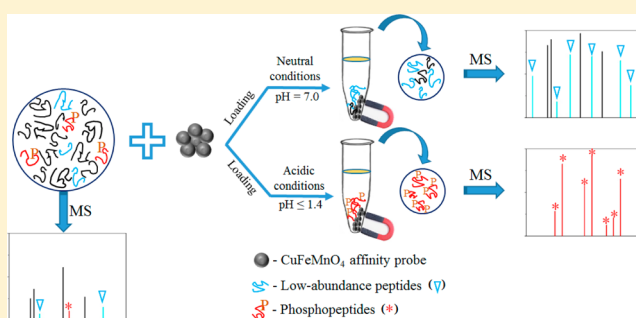 Neutral
conditions
pH = 7.0
Loading
MS
Loading
Acidic
conditions
pH ≤ 1.4
MS
P
P
P
MS
- CuFeMnO₄ affinity probe
- Low-abundance peptides (▽)
P - Phosphopeptides (*)